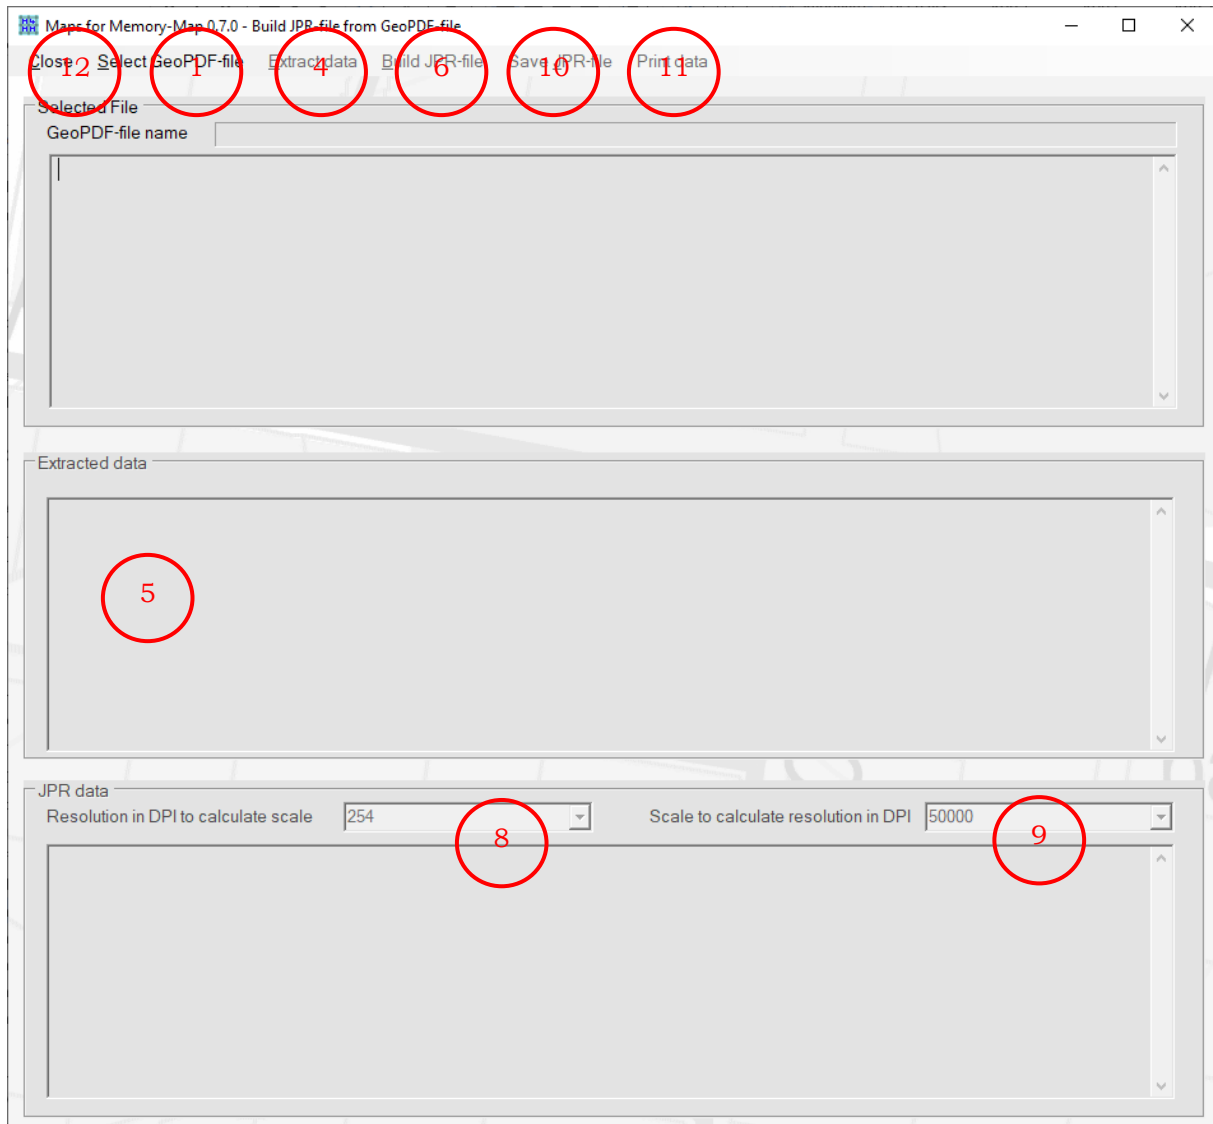 Maps for Memory-Map 0.7.0 - Build JPR-file from GeoPDF-file
Close Select GeoPDF-file Extract data Build JPR-file Save JPR-file Print data
12 1 4 6 10 11
Selected File
GeoPDF-file name
Extracted data
5
JPR data
Resolution in DPI to calculate scale 254 Scale to calculate resolution in DPI 50000
8 9